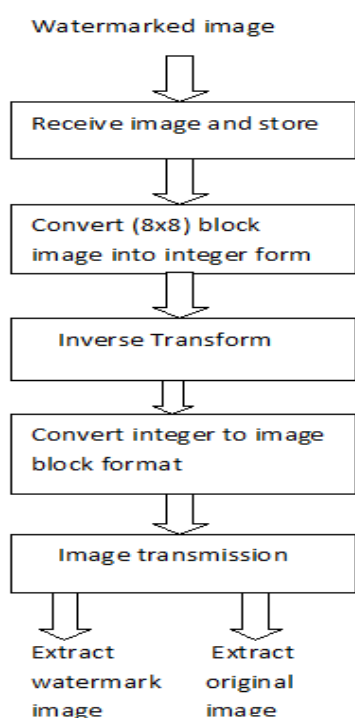 Watermarked image
Receive image and store
Convert (8x8) block
image into integer form
Inverse Transform
Convert integer to image
block format
Image transmission
Extract
watermark
image
Extract
original
image